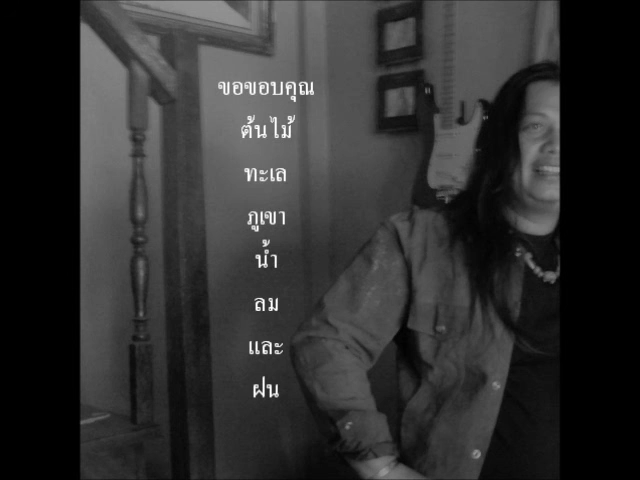 ขอขอบคุณ
ต้นไม้
ทะเล
ภูเขา
น้ำ
ลม
และ
ฝน